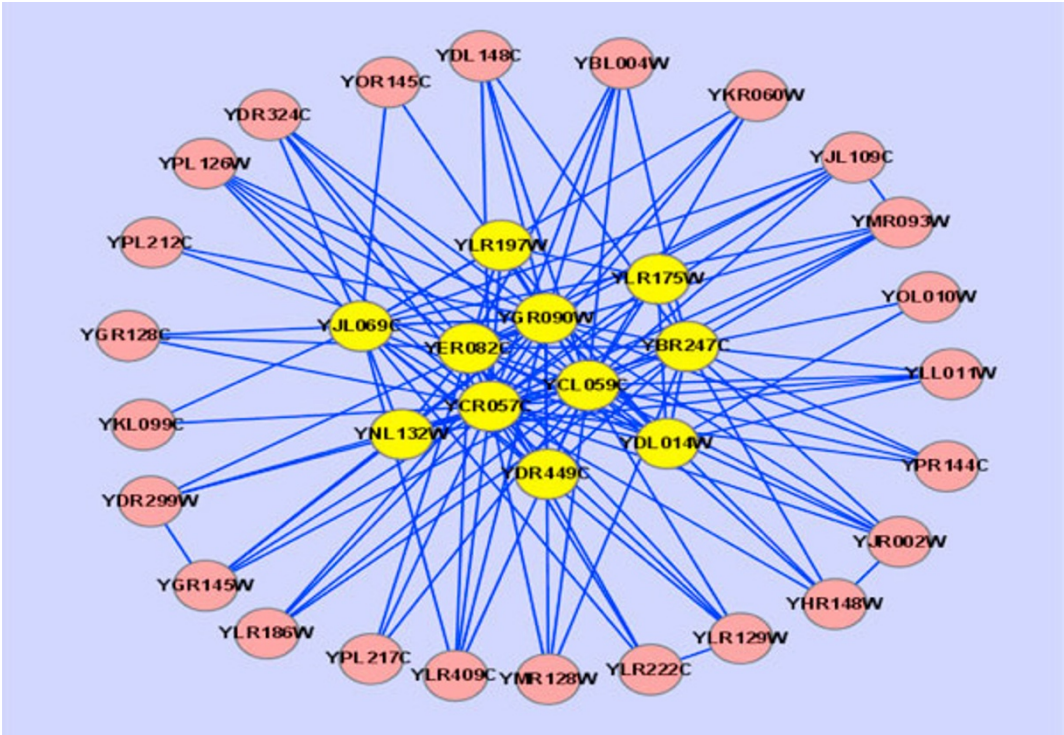 YDL148C
YBL004W
YOR145C
YKR060W
YDR324C
YJL109C
YPL126W
YMR093W
YPL212C
YLR197W
YLR175W
YOL010W
YGR090W
YJL069C
YGR128C
YER082C
YBR247C
YLL011W
YCL059C
YCR057C
YKL099C
YNL132W
YDL014W
YPR144C
YDR449C
YDR299W
YJR002W
YGR145W
YHR148W
YLR186W
YLR129W
YPL217C
YLR409C
YMR128W
YLR222C